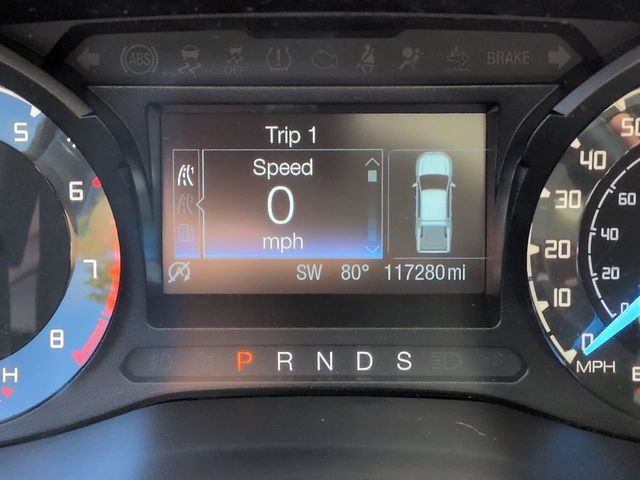 ABS
OFF
BRAKE
Trip 1
Speed
0
mph
SW 80° 117280mi
P R N D S
5
6
7
8
H
50
40
30
20
10
0
MPH
60
40
20